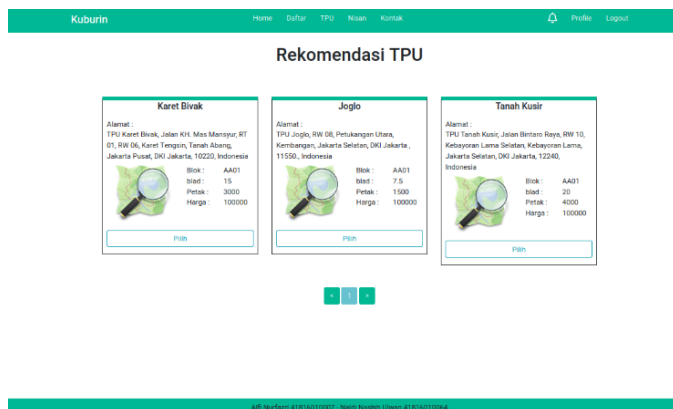 Kuburin Home Daftar TPU Nisan Kontak Profile Logout
Rekomendasi TPU
Karet Bivak
Alamat :
TPU Karet Bivak, Jalan KH. Mas Mansyur, RT
01, RW 06, Karet Tengsin, Tanah Abang,
Jakarta Pusat, DKI Jakarta, 10220, Indonesia
Blok : AA01
blad : 15
Petak : 3000
Harga : 100000
Pilih
Joglo
Alamat :
TPU Joglo, RW 08, Petukangan Utara,
Kembangan, Jakarta Selatan, DKI Jakarta ,
11550., Indonesia
Blok : AA01
blad : 7.5
Petak : 1500
Harga : 100000
Pilih
Tanah Kusir
Alamat :
TPU Tanah Kusir, Jalan Bintaro Raya, RW 10,
Kebayoran Lama Selatan, Kebayoran Lama,
Jakarta Selatan, DKI Jakarta, 12240,
Indonesia
Blok : AA01
blad : 20
Petak : 4000
Harga : 100000
Pilih
« 1 »